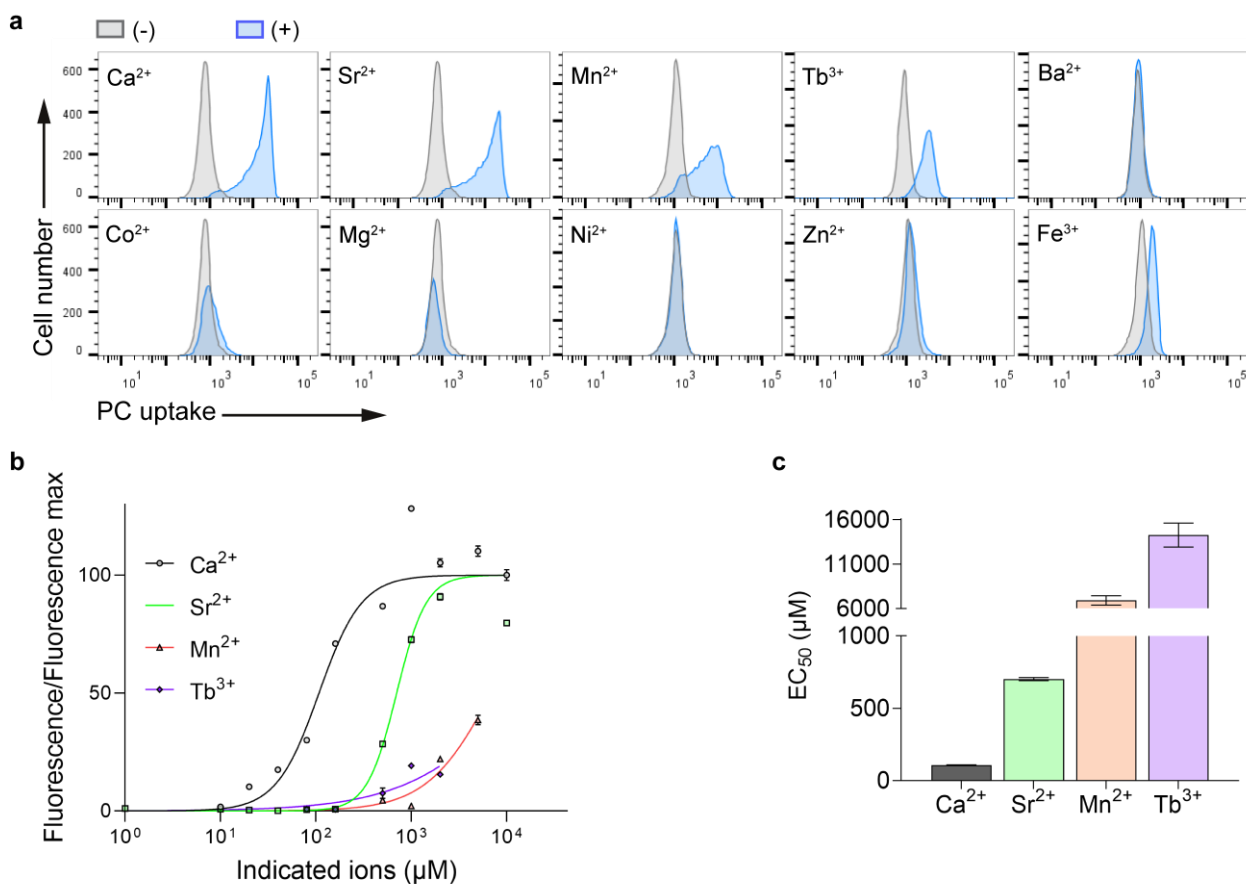 a
(-)
(+)
Ca²⁺
Sr²⁺
Mn²⁺
Tb³⁺
Ba²⁺
600
400
200
0
Co²⁺
Mg²⁺
Ni²⁺
Zn²⁺
Fe³⁺
600
400
200
0
10¹ 10³ 10⁵
10¹ 10³ 10⁵
10¹ 10³ 10⁵
10¹ 10³ 10⁵
10¹ 10³ 10⁵
Cell number
PC uptake
b
Fluorescence/Fluorescence max
100
50
0
Ca²⁺
Sr²⁺
Mn²⁺
Tb³⁺
10⁰ 10¹ 10² 10³ 10⁴
Indicated ions (μM)
c
EC₅₀ (μM)
16000
11000
6000
1000
500
0
Ca²⁺ Sr²⁺ Mn²⁺ Tb³⁺